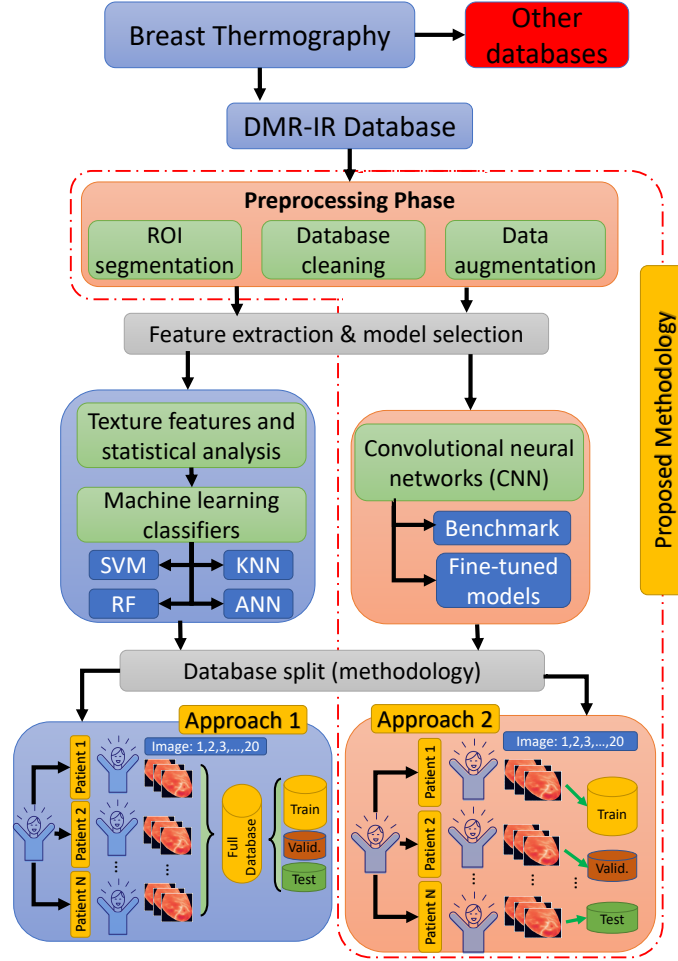 Breast Thermography
Other
databases
DMR-IR Database
Preprocessing Phase
ROI
segmentation
Database
cleaning
Data
augmentation
Feature extraction & model selection
Proposed Methodology
Texture features and
statistical analysis
Machine learning
classifiers
SVM
KNN
RF
ANN
Convolutional neural
networks (CNN)
Benchmark
Fine-tuned
models
Database split (methodology)
Approach 1
Image: 1,2,3,...,20
Patient 1
Patient 2
Patient N
...
...
Full
Database
Train
Valid.
Test
Approach 2
Image: 1,2,3,...,20
Patient 1
Patient 2
Patient N
...
...
Train
Valid.
Test